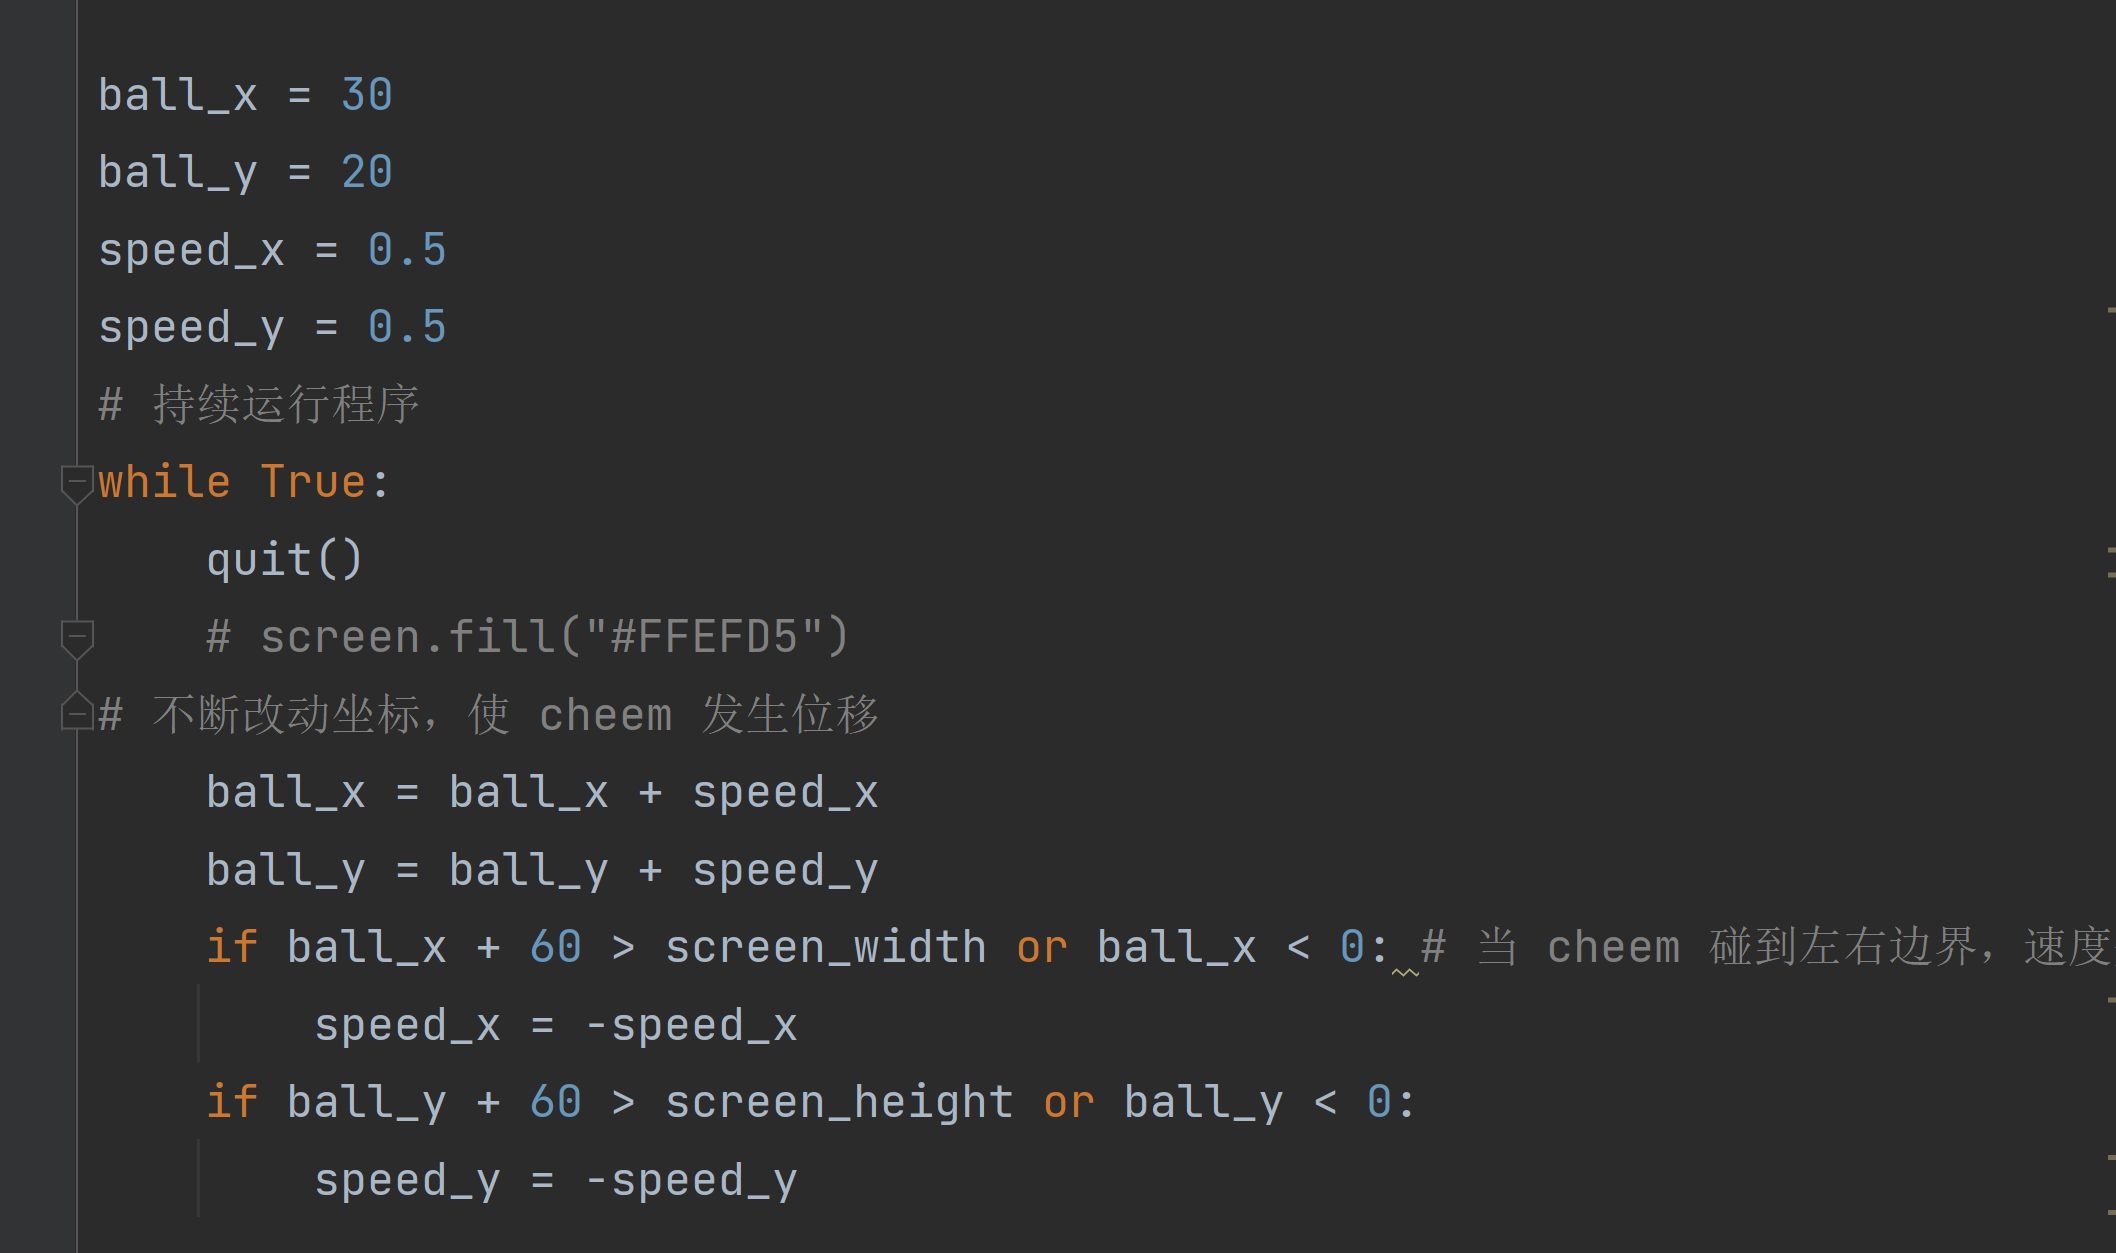 ball_x = 30
ball_y = 20
speed_x = 0.5
speed_y = 0.5
# 持续运行程序
while True:
    quit()
    # screen.fill("#FFEFD5")
# 不断改动坐标，使 cheem 发生位移
    ball_x = ball_x + speed_x
    ball_y = ball_y + speed_y
    if ball_x + 60 > screen_width or ball_x < 0: # 当 cheem 碰到左右边界，速度
        speed_x = -speed_x
    if ball_y + 60 > screen_height or ball_y < 0:
        speed_y = -speed_y